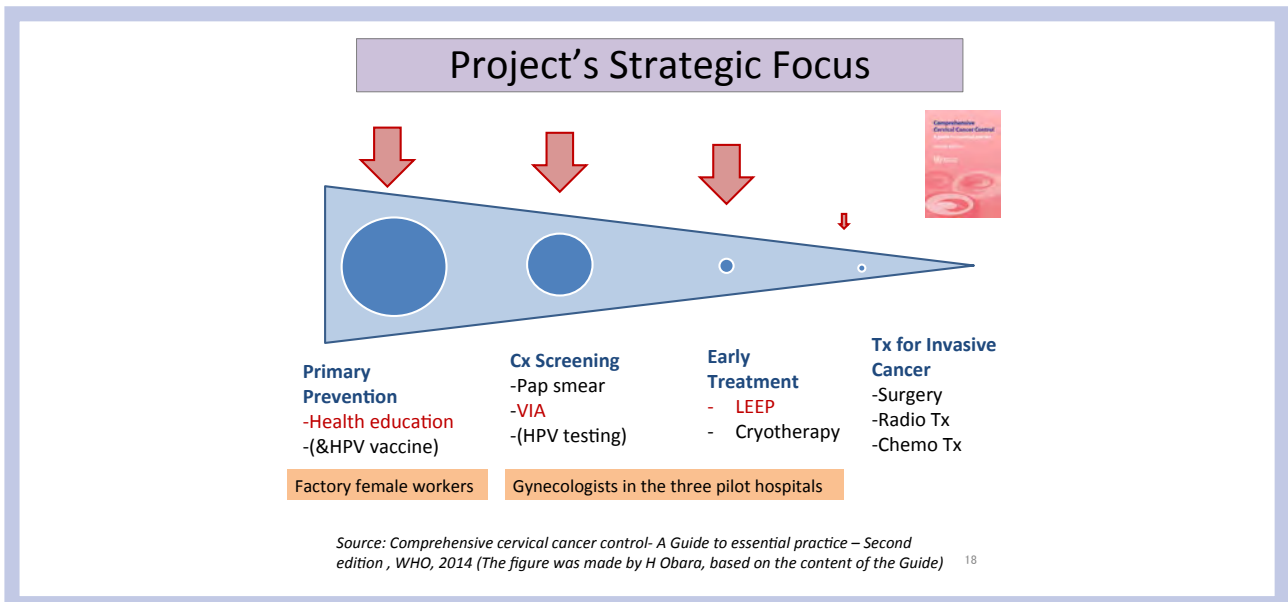 Project’s Strategic Focus
Comprehensive
Cervical Cancer Control
Primary
Prevention
-Health education
-(&HPV vaccine)
Cx Screening
-Pap smear
-VIA
-(HPV testing)
Early
Treatment
- LEEP
- Cryotherapy
Tx for Invasive
Cancer
-Surgery
-Radio Tx
-Chemo Tx
Factory female workers
Gynecologists in the three pilot hospitals
Source: Comprehensive cervical cancer control- A Guide to essential practice – Second
edition , WHO, 2014 (The figure was made by H Obara, based on the content of the Guide)
18